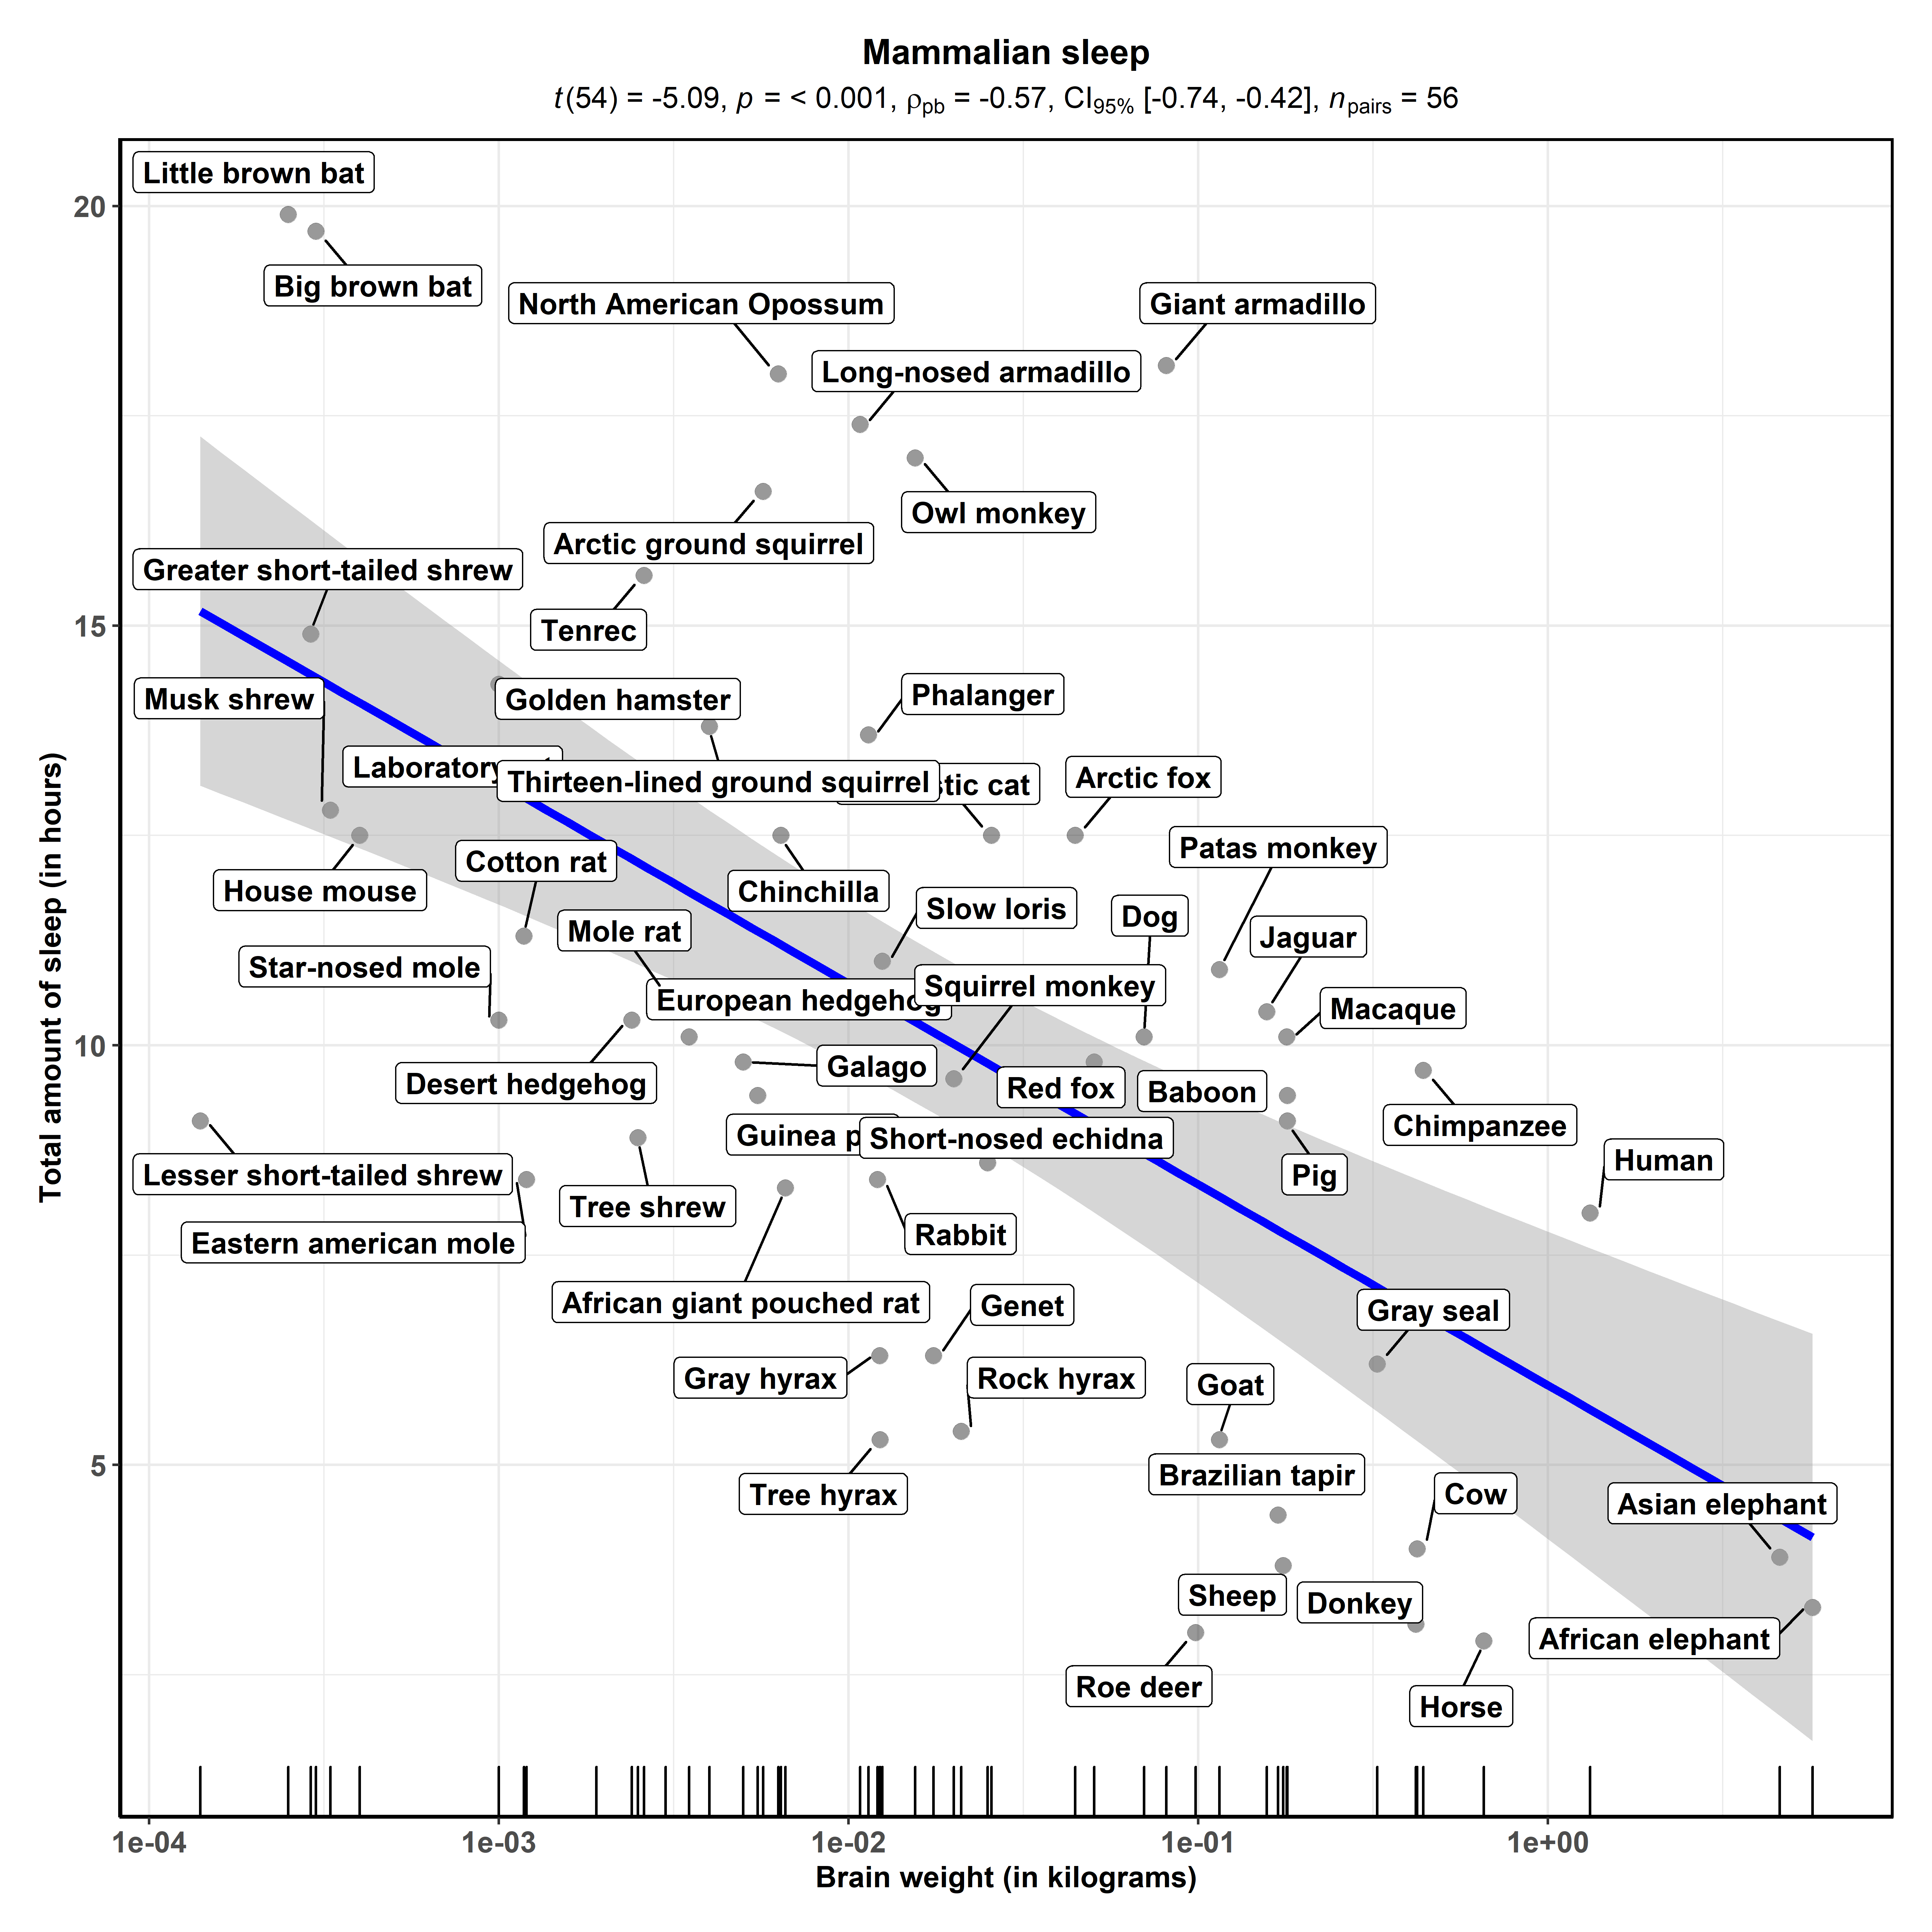 Mammalian sleep
t(54) = -5.09, p = < 0.001, ρpb = -0.57, CI95% [-0.74, -0.42], npairs = 56
Little brown bat
20
Big brown bat
North American Opossum
Giant armadillo
Long-nosed armadillo
Owl monkey
Arctic ground squirrel
Greater short-tailed shrew
15
Tenrec
Musk shrew
Golden hamster
Phalanger
Laboratory
Thirteen-lined ground squirrel
cat
Arctic fox
Patas monkey
Cotton rat
House mouse
Chinchilla
Slow loris
Dog
Mole rat
Jaguar
Star-nosed mole
Squirrel monkey
European hedgehog
Macaque
10
Galago
Desert hedgehog
Red fox
Baboon
Chimpanzee
Guinea
Short-nosed echidna
Human
Lesser short-tailed shrew
Pig
Tree shrew
Rabbit
Eastern american mole
African giant pouched rat
Genet
Gray seal
Gray hyrax
Rock hyrax
Goat
5
Brazilian tapir
Tree hyrax
Cow
Asian elephant
Sheep
Donkey
African elephant
Roe deer
Horse
Total amount of sleep (in hours)
1e-04 1e-03 1e-02 1e-01 1e+00
Brain weight (in kilograms)